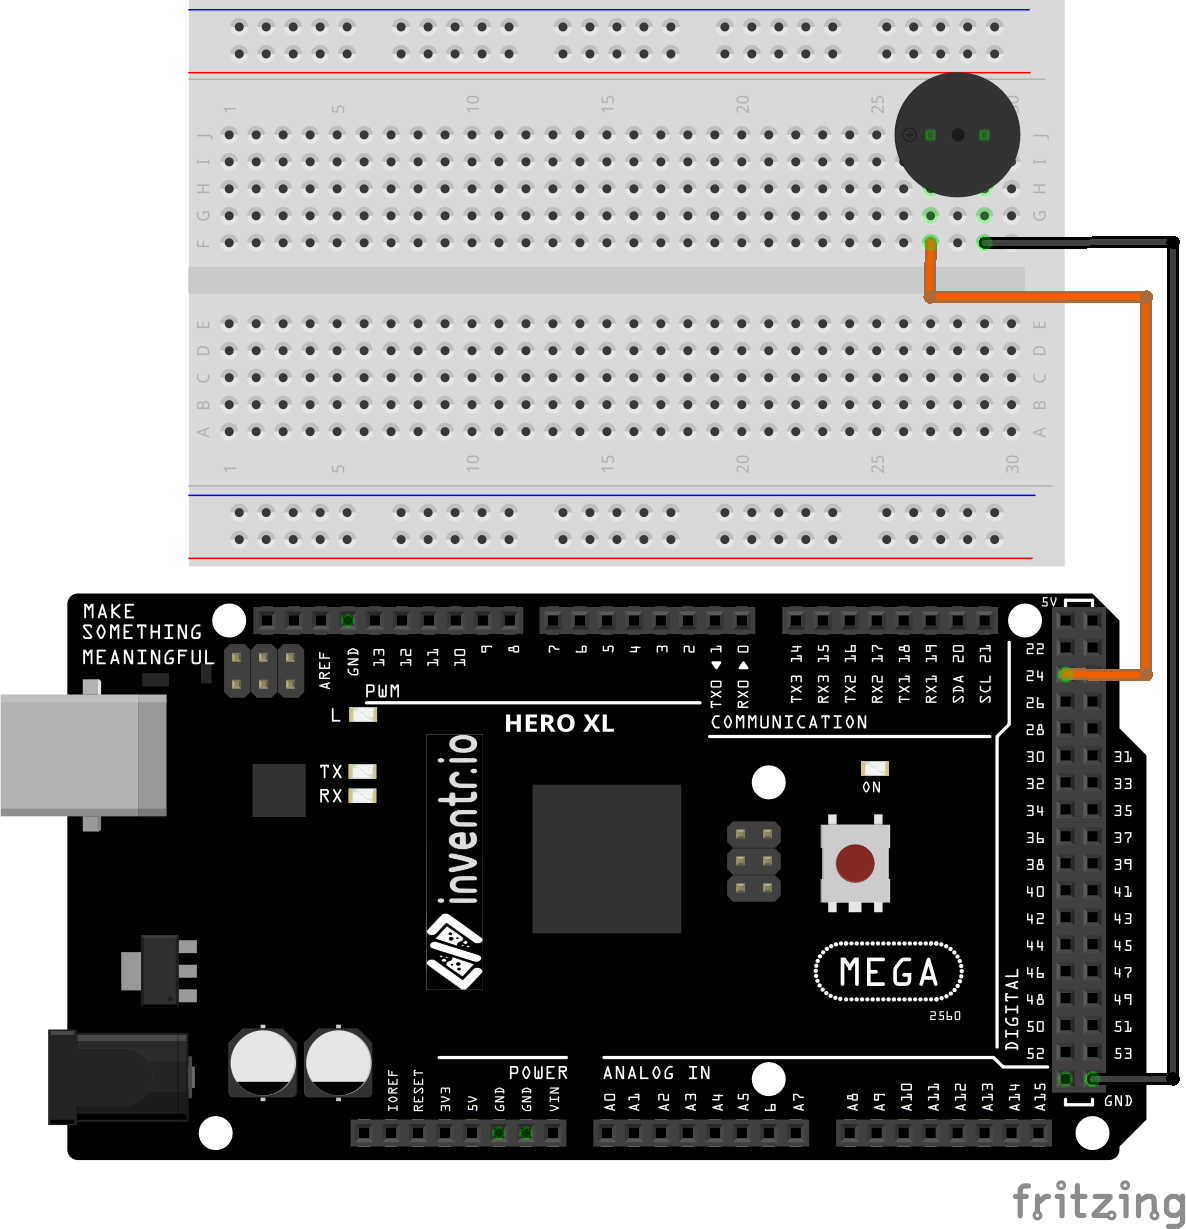 1 5 10 15 20 25 30
J J
I I
H H
G G
F F
E E
D D
C C
B B
A A
1 5 10 15 20 25 30
MAKE
SOMETHING
MEANINGFUL
AREF GND 13 12 11 10 9 8 7 6 5 4 3 2 TX0 1 RX0 0 TX3 14 RX3 15 TX2 16 RX2 17 TX1 18 RX1 19 SDA 20 SCL 21
5V
22
24
26
28
30 31
32 33
34 35
36 37
38 39
40 41
42 43
44 45
46 47
48 49
50 51
52 53
GND
DIGITAL
PWM
COMMUNICATION
L
TX
RX
HERO XL
inventr.io
ON
MEGA
2560
POWER
ANALOG IN
IOREF RESET 3V3 5V GND GND VIN A0 A1 A2 A3 A4 A5 6 A7 A8 A9 A10 A11 A12 A13 A14 A15
fritzing